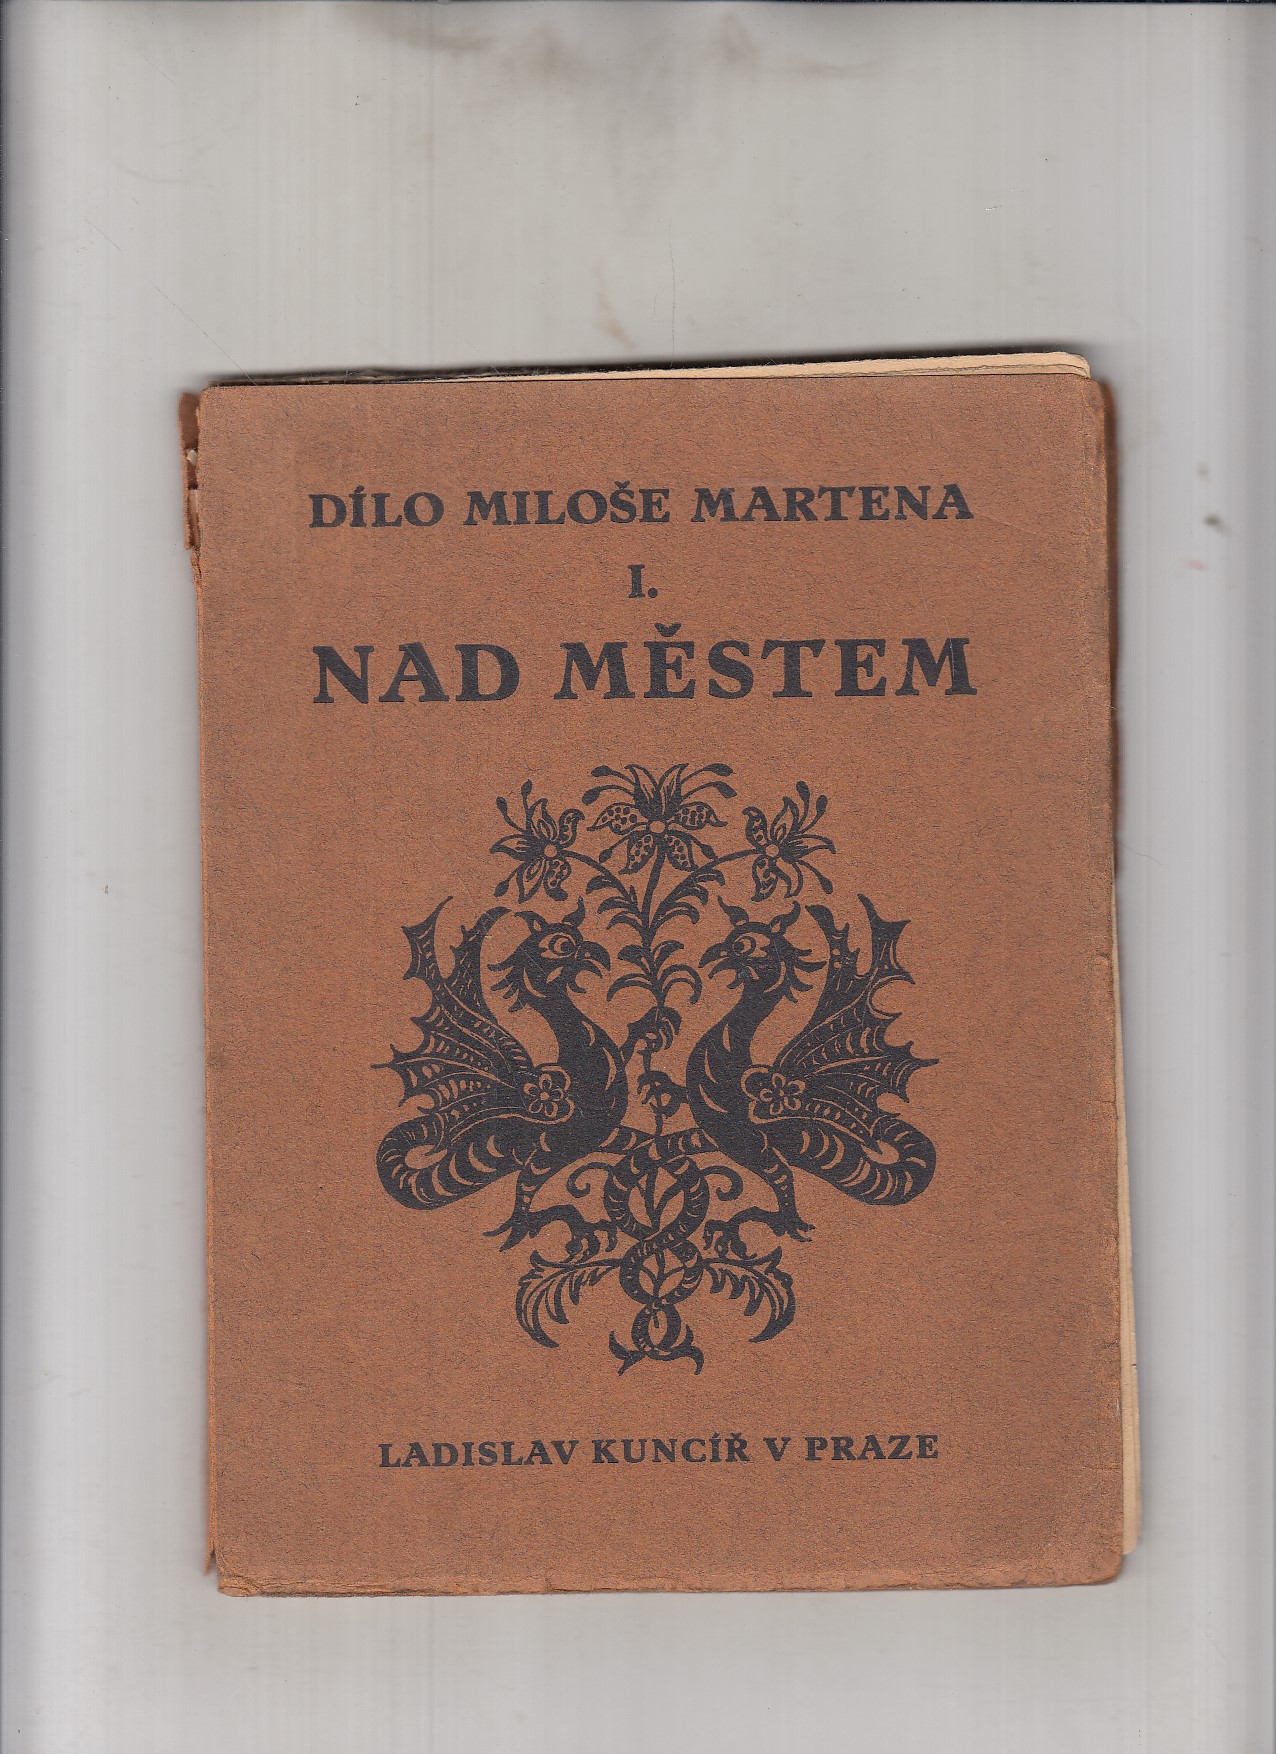 DÍLO MILOŠE MARTENA
I.
NAD MĚSTEM
LADISLAV KUNCÍŘ V PRAZE